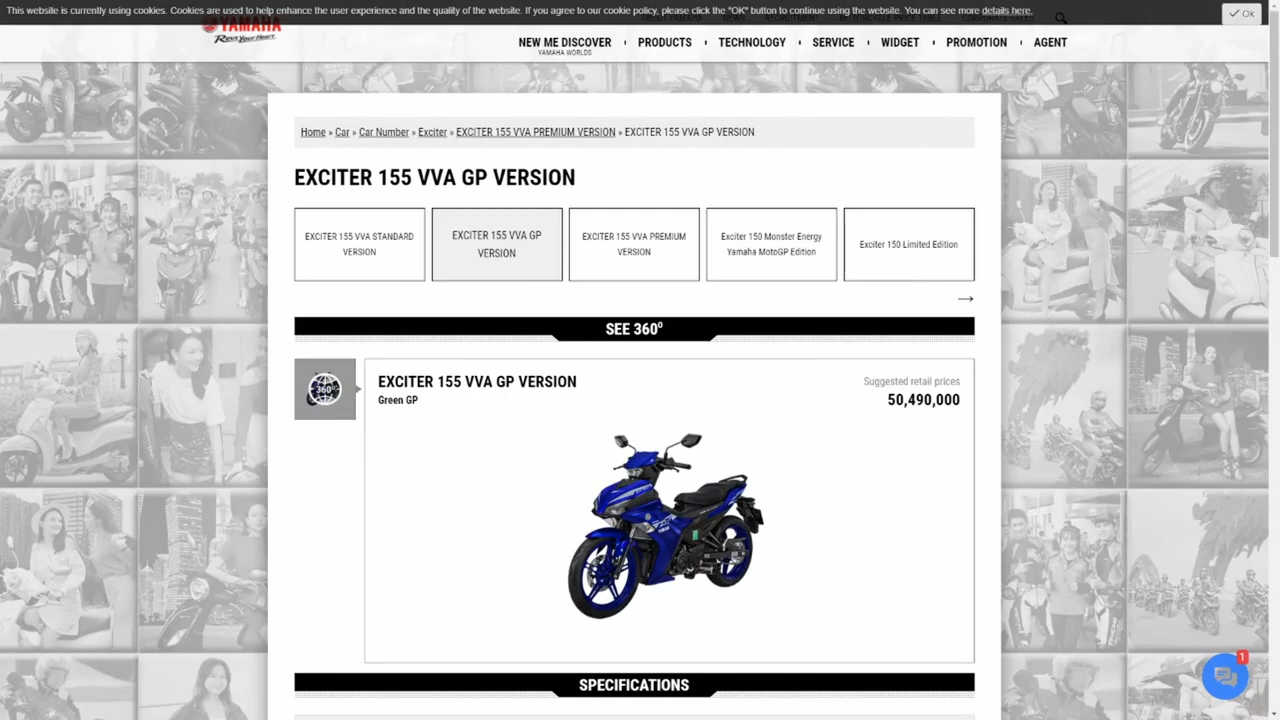 This website is currently using cookies. Cookies are used to help enhance the user experience and the quality of the website. If you agree to our cookie policy, please click the "OK" button to continue using the website. You can see more details here.
Ok
YAMAHA
Revs Your Heart
NEW ME DISCOVER
YAMAHA WORLDS
PRODUCTS
TECHNOLOGY
SERVICE
WIDGET
PROMOTION
AGENT
Home » Car » Car Number » Exciter » EXCITER 155 VVA PREMIUM VERSION » EXCITER 155 VVA GP VERSION
EXCITER 155 VVA GP VERSION
EXCITER 155 VVA STANDARD
VERSION
EXCITER 155 VVA GP
VERSION
EXCITER 155 VVA PREMIUM
VERSION
Exciter 150 Monster Energy
Yamaha MotoGP Edition
Exciter 150 Limited Edition
→
SEE 360⁰
360⁰
EXCITER 155 VVA GP VERSION
Green GP
Suggested retail prices
50,490,000
SPECIFICATIONS
1